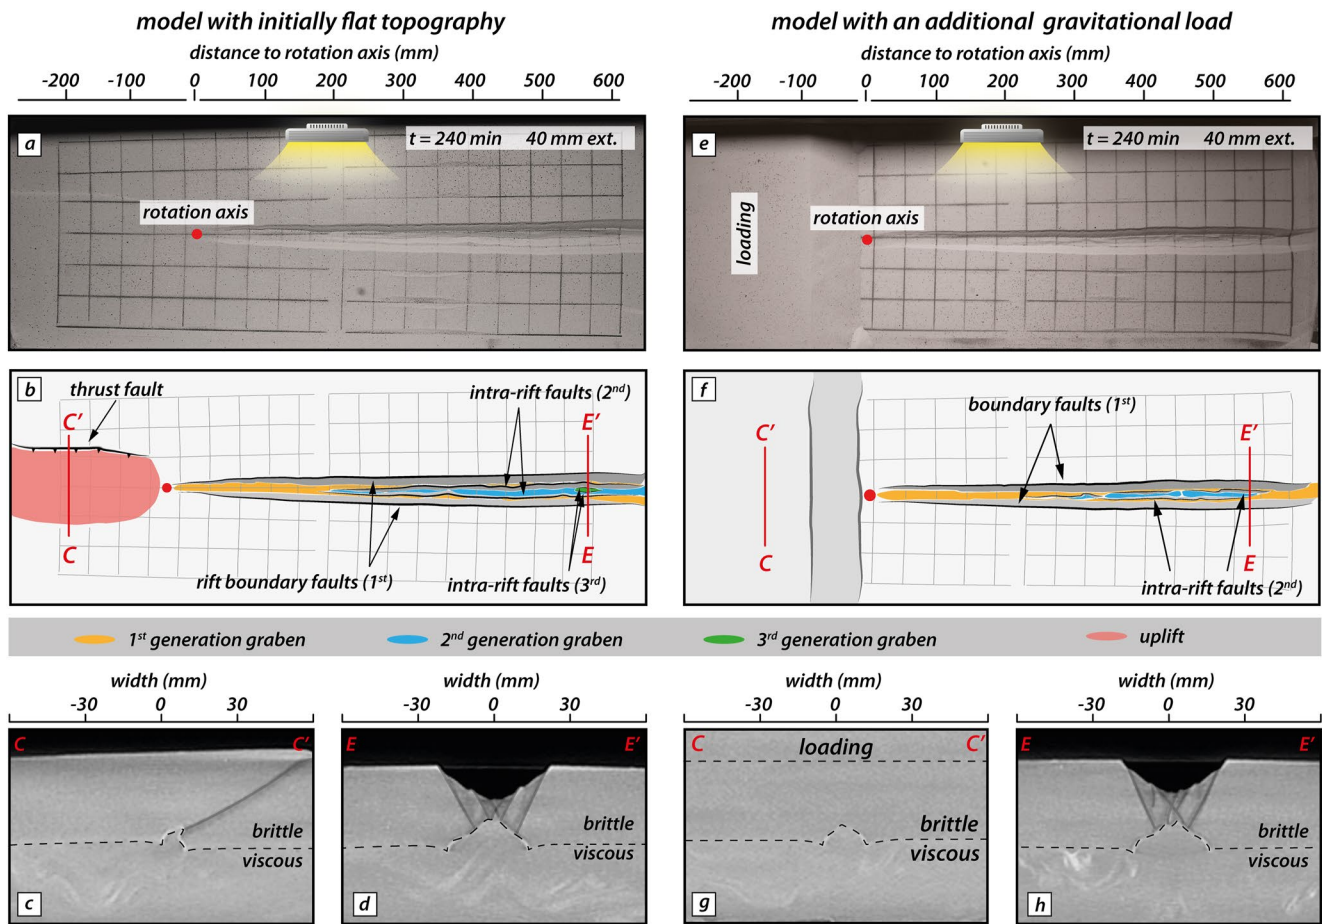 model with initially flat topography
distance to rotation axis (mm)
-200 -100 0 100 200 300 400 500 600
a
t = 240 min 40 mm ext.
rotation axis
b
thrust fault
intra-rift faults (2nd)
C'
E'
C
E
rift boundary faults (1st)
intra-rift faults (3rd)
model with an additional gravitational load
distance to rotation axis (mm)
-200 -100 0 100 200 300 400 500 600
e
t = 240 min 40 mm ext.
loading
rotation axis
f
boundary faults (1st)
C'
E'
C
E
intra-rift faults (2nd)
1st generation graben 2nd generation graben 3rd generation graben uplift
width (mm)
-30 0 30
C C'
brittle
viscous
c
width (mm)
-30 0 30
E E'
brittle
viscous
d
width (mm)
-30 0 30
C loading C'
brittle
viscous
g
width (mm)
-30 0 30
E E'
brittle
viscous
h